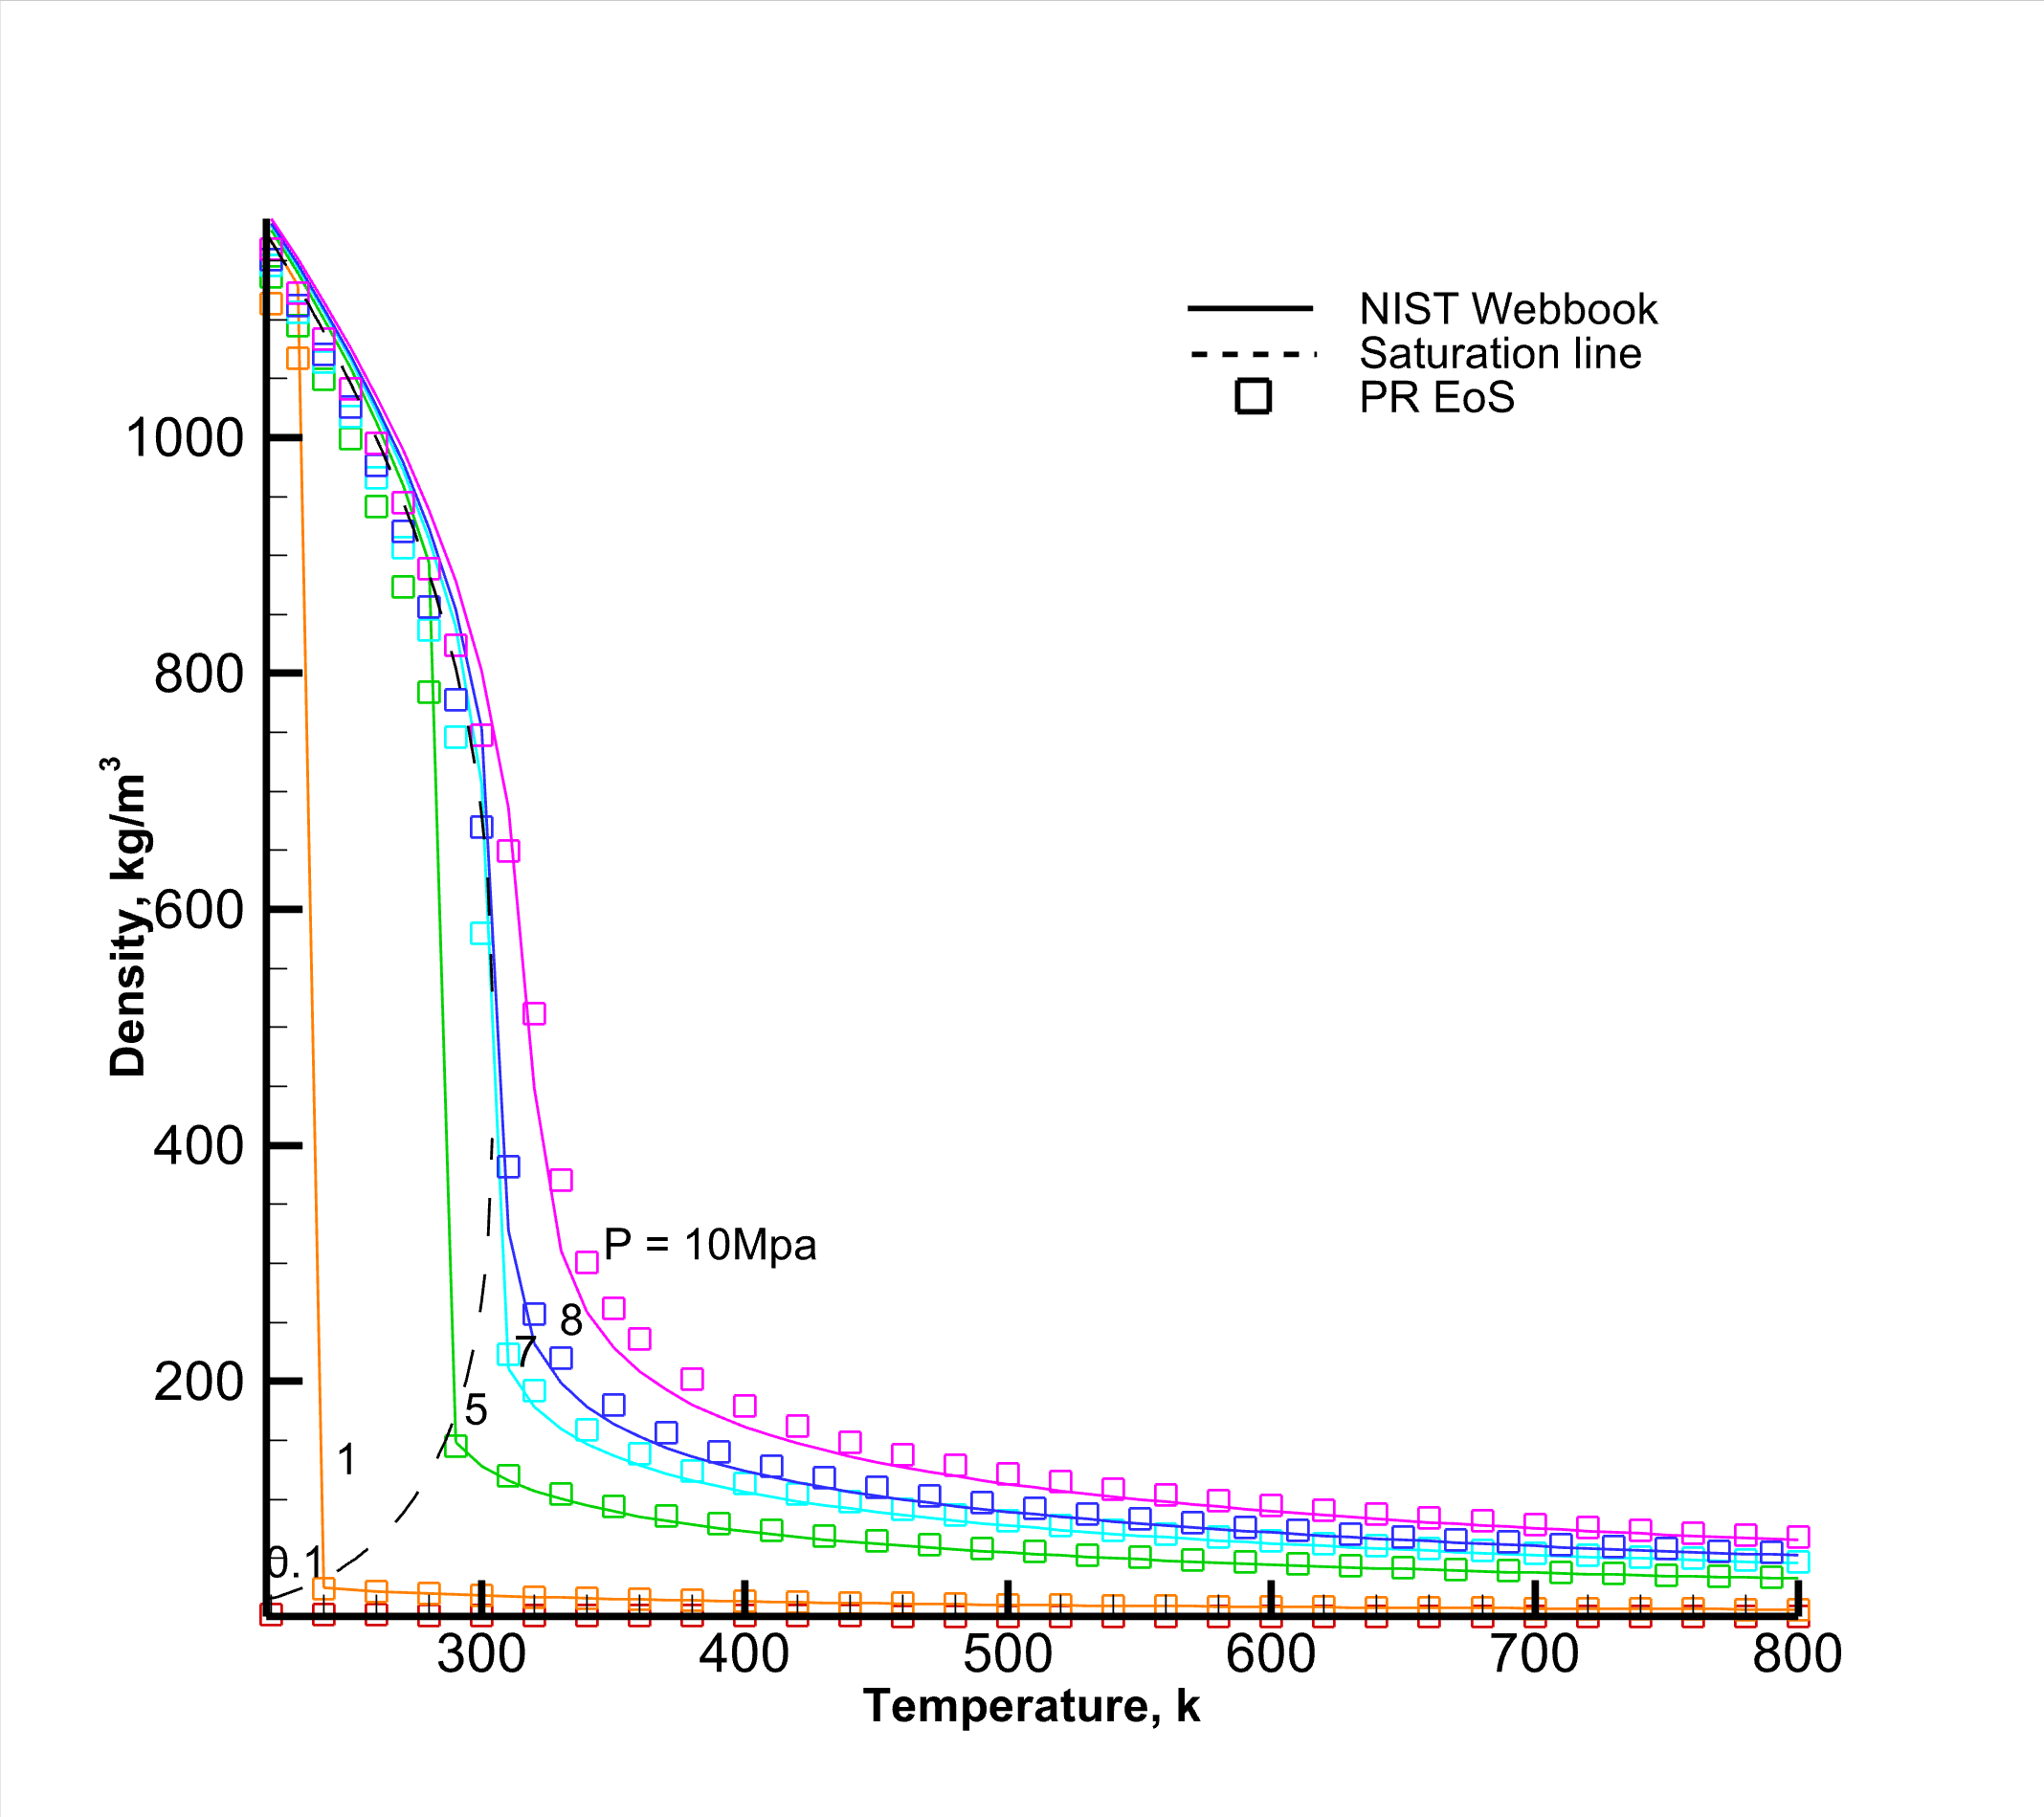 NIST Webbook
Saturation line
PR EoS
1000
800
600
400
200
Density, kg/m³
P = 10Mpa
8
7
5
1
0.1
300 400 500 600 700 800
Temperature, k